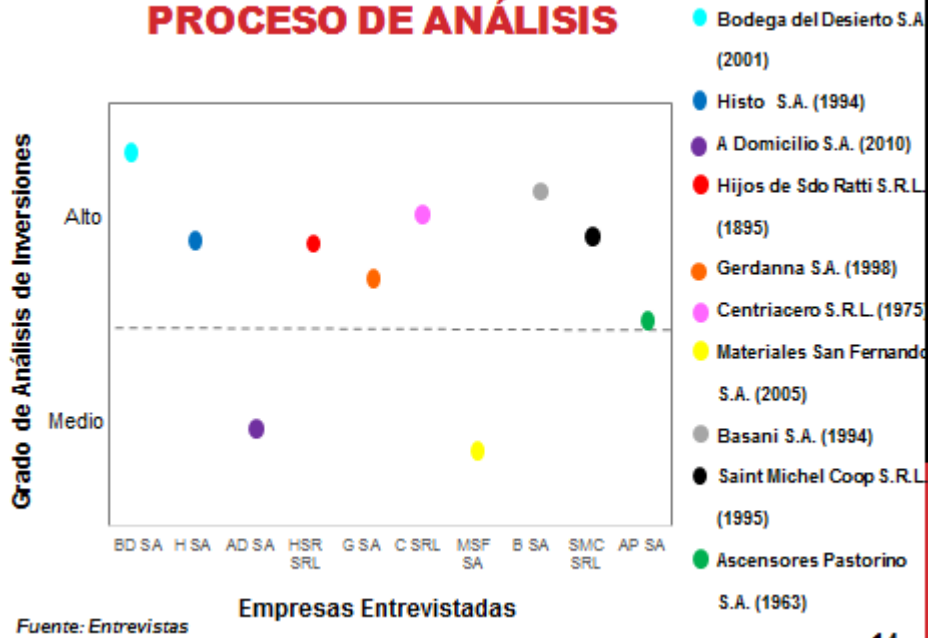 PROCESO DE ANÁLISIS
Grado de Análisis de Inversiones
Alto
Medio
BD SA H SA AD SA HSR SRL G SA C SRL MSF SA B SA SMC SRL AP SA
Empresas Entrevistadas
Fuente: Entrevistas
Bodega del Desierto S.A
(2001)
Histo S.A. (1994)
A Domicilio S.A. (2010)
Hijos de Sdo Ratti S.R.L.
(1895)
Gerdanna S.A. (1998)
Centriacero S.R.L. (1975)
Materiales San Fernando
S.A. (2005)
Basani S.A. (1994)
Saint Michel Coop S.R.L.
(1995)
Ascensores Pastorino
S.A. (1963)